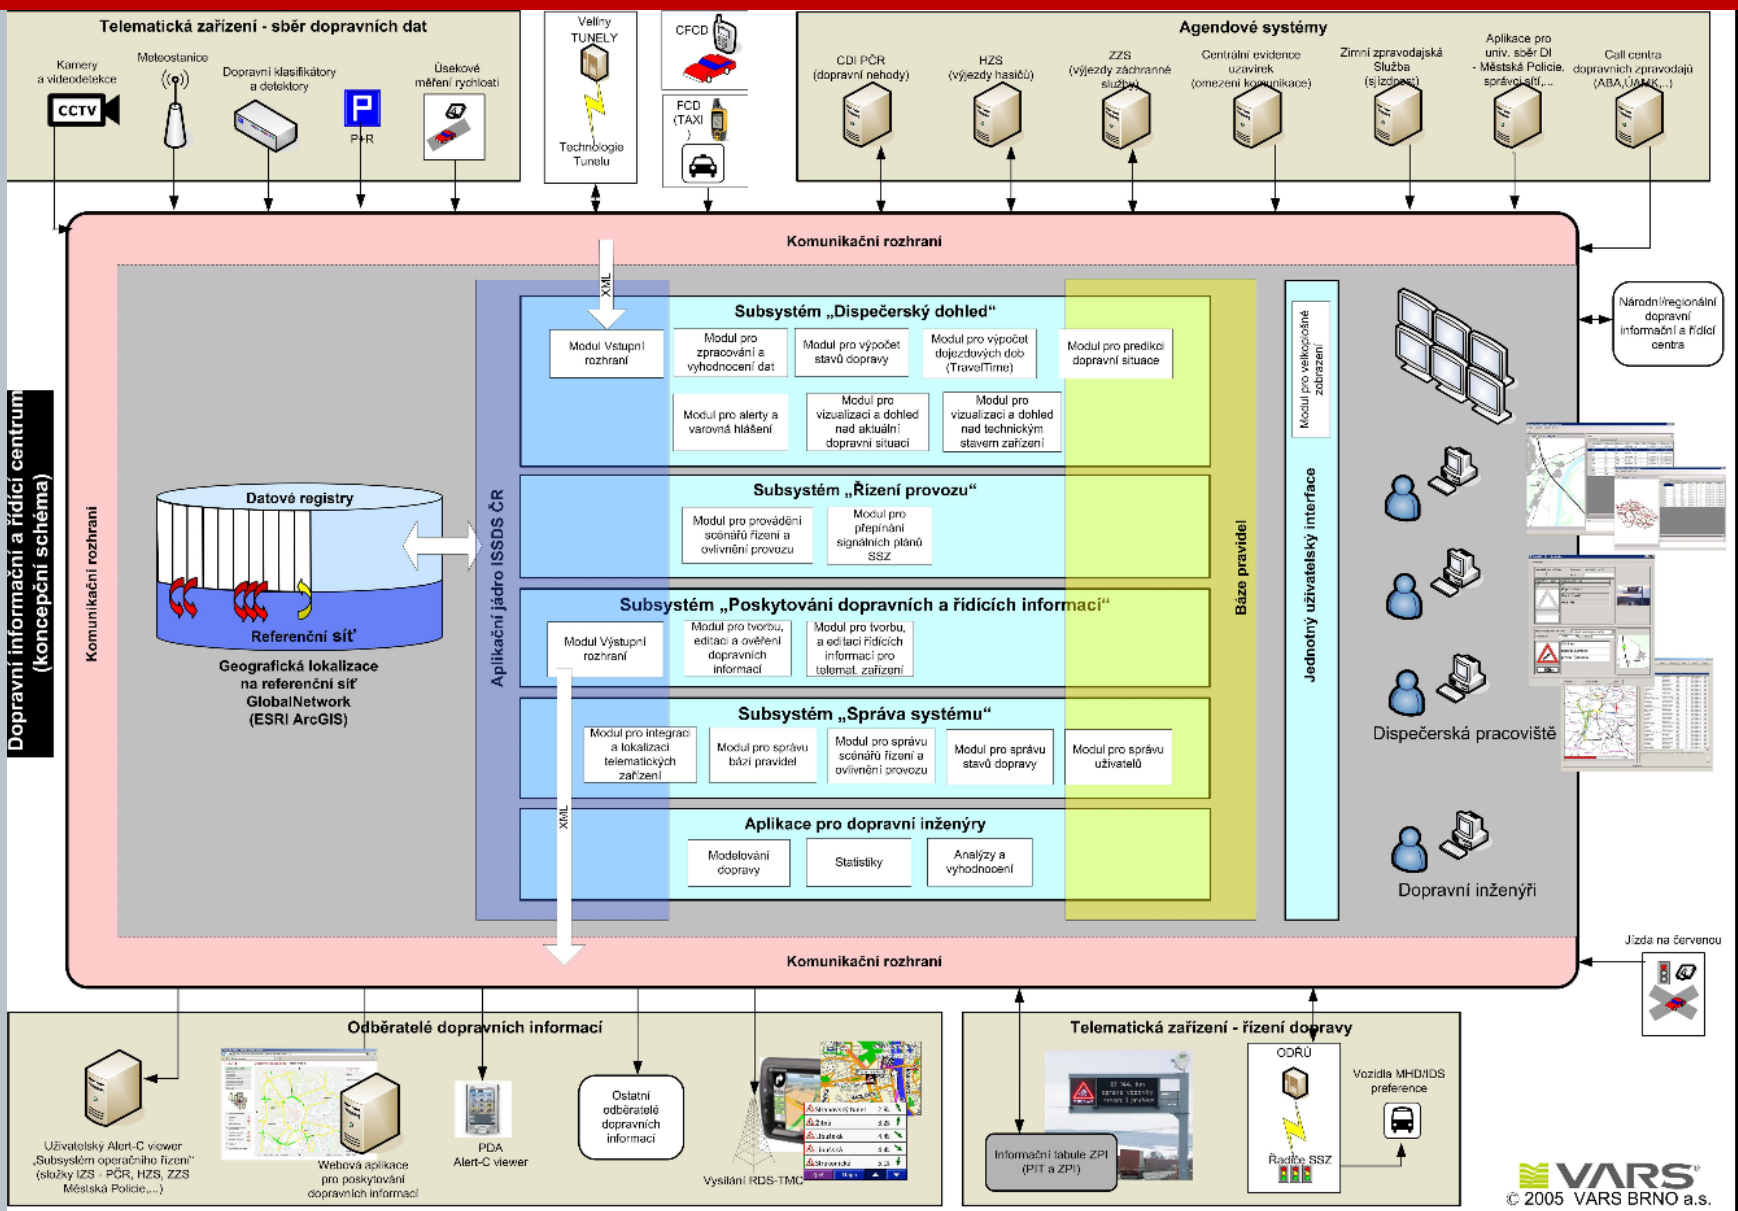 Telematická zařízení - sběr dopravních dat
Kamery
a videodetekce
CCTV
Meteostanice
Dopravní klasifikátory
a detektory
P
P+R
Úsekové
měření rychlosti
Velíny
TUNELY
Technologie
Tunelu
CFCD
FCD
(TAXI
)
Agendové systémy
CDI PČR
(dopravní nehody)
HZS
(výjezdy hasičů)
ZZS
(výjezdy záchranné
služby)
Centrální evidence
uzavírek
(omezení komunikace)
Zimní zpravodajská
Služba
(sjízdnost)
Aplikace pro
univ. sběr DI
- Městská Policie,
správci sítí,...
Call centra
dopravních zpravodajů
(ABA,ÚAMK,..)
Komunikační rozhraní
Dopravní informační a řídící centrum
(koncepční schéma)
Komunikační rozhraní
Datové registry
Referenční síť
Geografická lokalizace
na referenční síť
GlobalNetwork
(ESRI ArcGIS)
Aplikační jádro ISSDS ČR
XML
Subsystém „Dispečerský dohled“
Modul Vstupní
rozhraní
Modul pro
zpracování a
vyhodnocení dat
Modul pro výpočet
stavů dopravy
Modul pro výpočet
dojezdových dob
(TravelTime)
Modul pro predikci
dopravní situace
Modul pro alerty a
varovná hlášení
Modul pro
vizualizaci a dohled
nad aktuální
dopravní situací
Modul pro
vizualizaci a dohled
nad technickým
stavem zařízení
Subsystém „Řízení provozu“
Modul pro provádění
scénářů řízení a
ovlivnění provozu
Modul pro
přepínání
signálních plánů
SSZ
Subsystém „Poskytování dopravních a řídících informací“
Modul Výstupní
rozhraní
Modul pro tvorbu,
editaci a ověření
dopravních
informací
Modul pro tvorbu,
a editaci řídících
informací pro
telemat. zařízení
Subsystém „Správa systému“
Modul pro integraci
a lokalizaci
telematických
zařízení
Modul pro správu
bází pravidel
Modul pro správu
scénářů řízení a
ovlivnění provozu
Modul pro správu
stavů dopravy
Modul pro správu
uživatelů
XML
Aplikace pro dopravní inženýry
Modelování
dopravy
Statistiky
Analýzy a
vyhodnocení
Báze pravidel
Modul pro velkoplošné
zobrazení
Jednotný uživatelský interface
Dispečerská pracoviště
Dopravní inženýři
Národní/regionální
dopravní
informační a řídící
centra
Jízda na červenou
Komunikační rozhraní
Odběratelé dopravních informací
Uživatelský Alert-C viewer
„Subsystém operačního řízení“
(složky IZS - PČR, HZS, ZZS
Městská Policie,...)
Webová aplikace
pro poskytování
dopravních informací
PDA
Alert-C viewer
Ostatní
odběratelé
dopravních
informací
Vysílání RDS-TMC
Telematická zařízení - řízení dopravy
Informační tabule ZPI
(PIT a ZPI)
ODŘÚ
Řadiče SSZ
Vozidla MHD/IDS
preference
VARS
© 2005 VARS BRNO a.s.